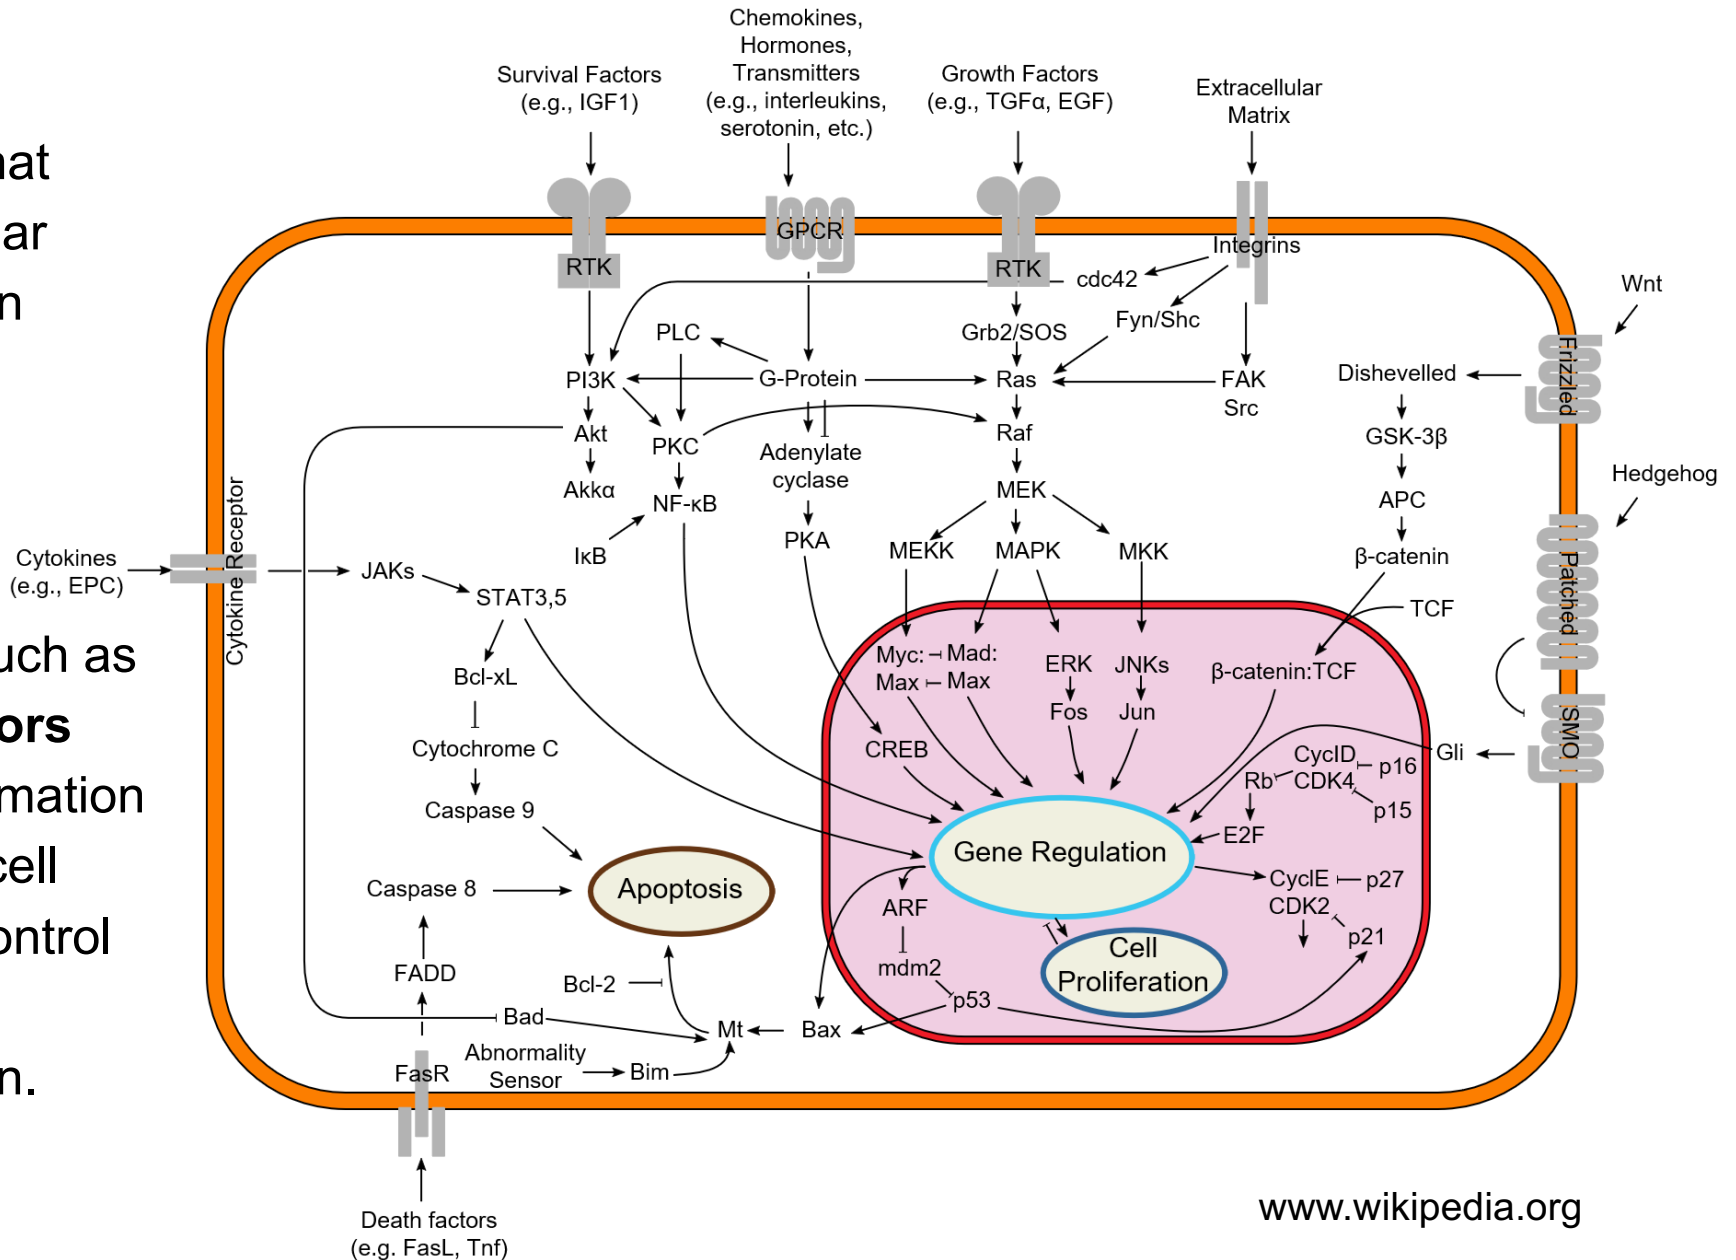 Chemokines,
Hormones,
Transmitters
(e.g., interleukins,
serotonin, etc.)
Survival Factors
(e.g., IGF1)
Growth Factors
(e.g., TGFα, EGF)
Extracellular
Matrix
RTK
GPCR
RTK
Integrins
cdc42
Fyn/Shc
Grb2/SOS
PLC
PI3K
G-Protein
Ras
FAK
Src
Dishevelled
Wnt
Frizzled
Akt
PKC
Adenylate
cyclase
Raf
GSK-3β
Akkα
NF-κB
MEK
APC
Hedgehog
IκB
PKA
MEKK
MAPK
MKK
β-catenin
Patched
Cytokines
(e.g., EPC)
Cytokine Receptor
JAKs
STAT3,5
TCF
Bcl-xL
Myc: Mad:
Max Max
ERK
JNKs
β-catenin:TCF
Fos
Jun
Cytochrome C
CREB
Gli
SMO
CyclD
CDK4
p16
p15
Rb
E2F
Caspase 9
Gene Regulation
Caspase 8
Apoptosis
CyclE
CDK2
p27
p21
ARF
mdm2
p53
Cell
Proliferation
FADD
Bcl-2
Bad
Mt
Bax
Abnormality
Sensor
Bim
FasR
Death factors
(e.g. FasL, Tnf)
hat
ar
n
uch as
ors
mation
cell
ontrol
n.
www.wikipedia.org